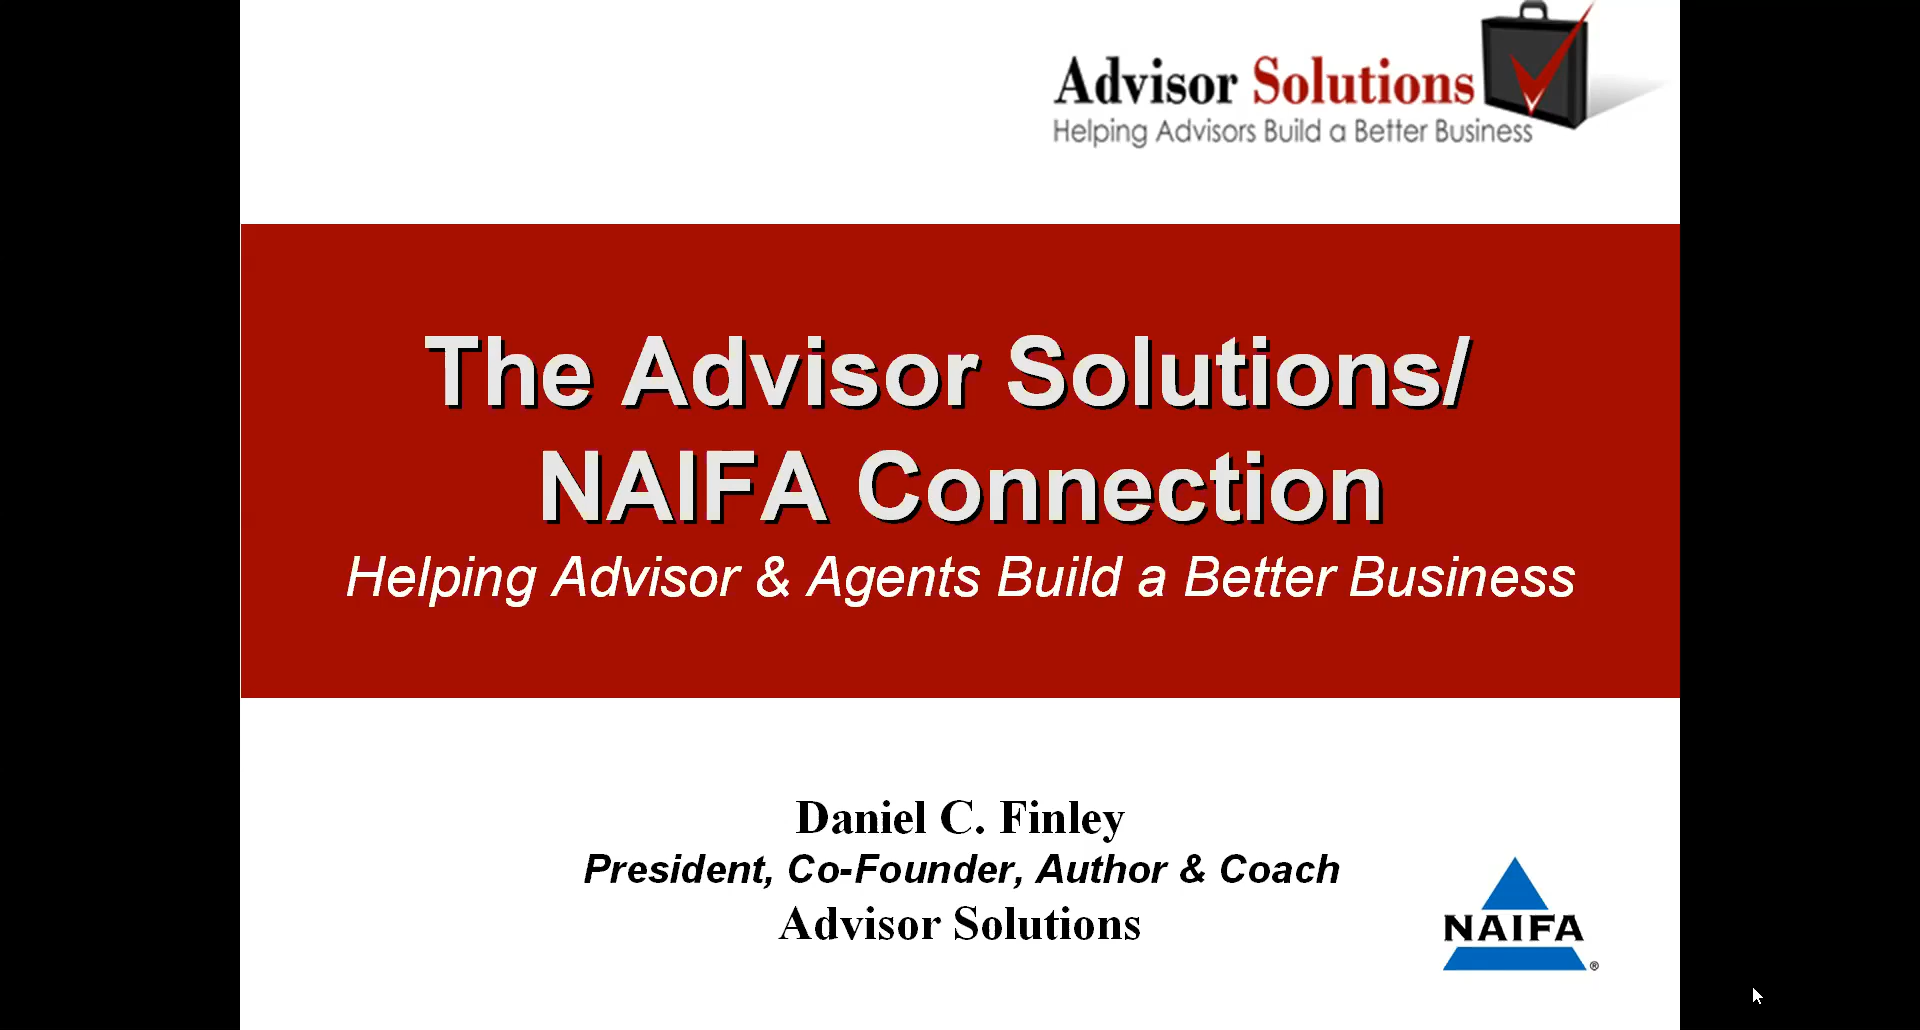 Advisor Solutions
Helping Advisors Build a Better Business
The Advisor Solutions/
NAIFA Connection
Helping Advisor & Agents Build a Better Business
Daniel C. Finley
President, Co-Founder, Author & Coach
Advisor Solutions
NAIFA
®